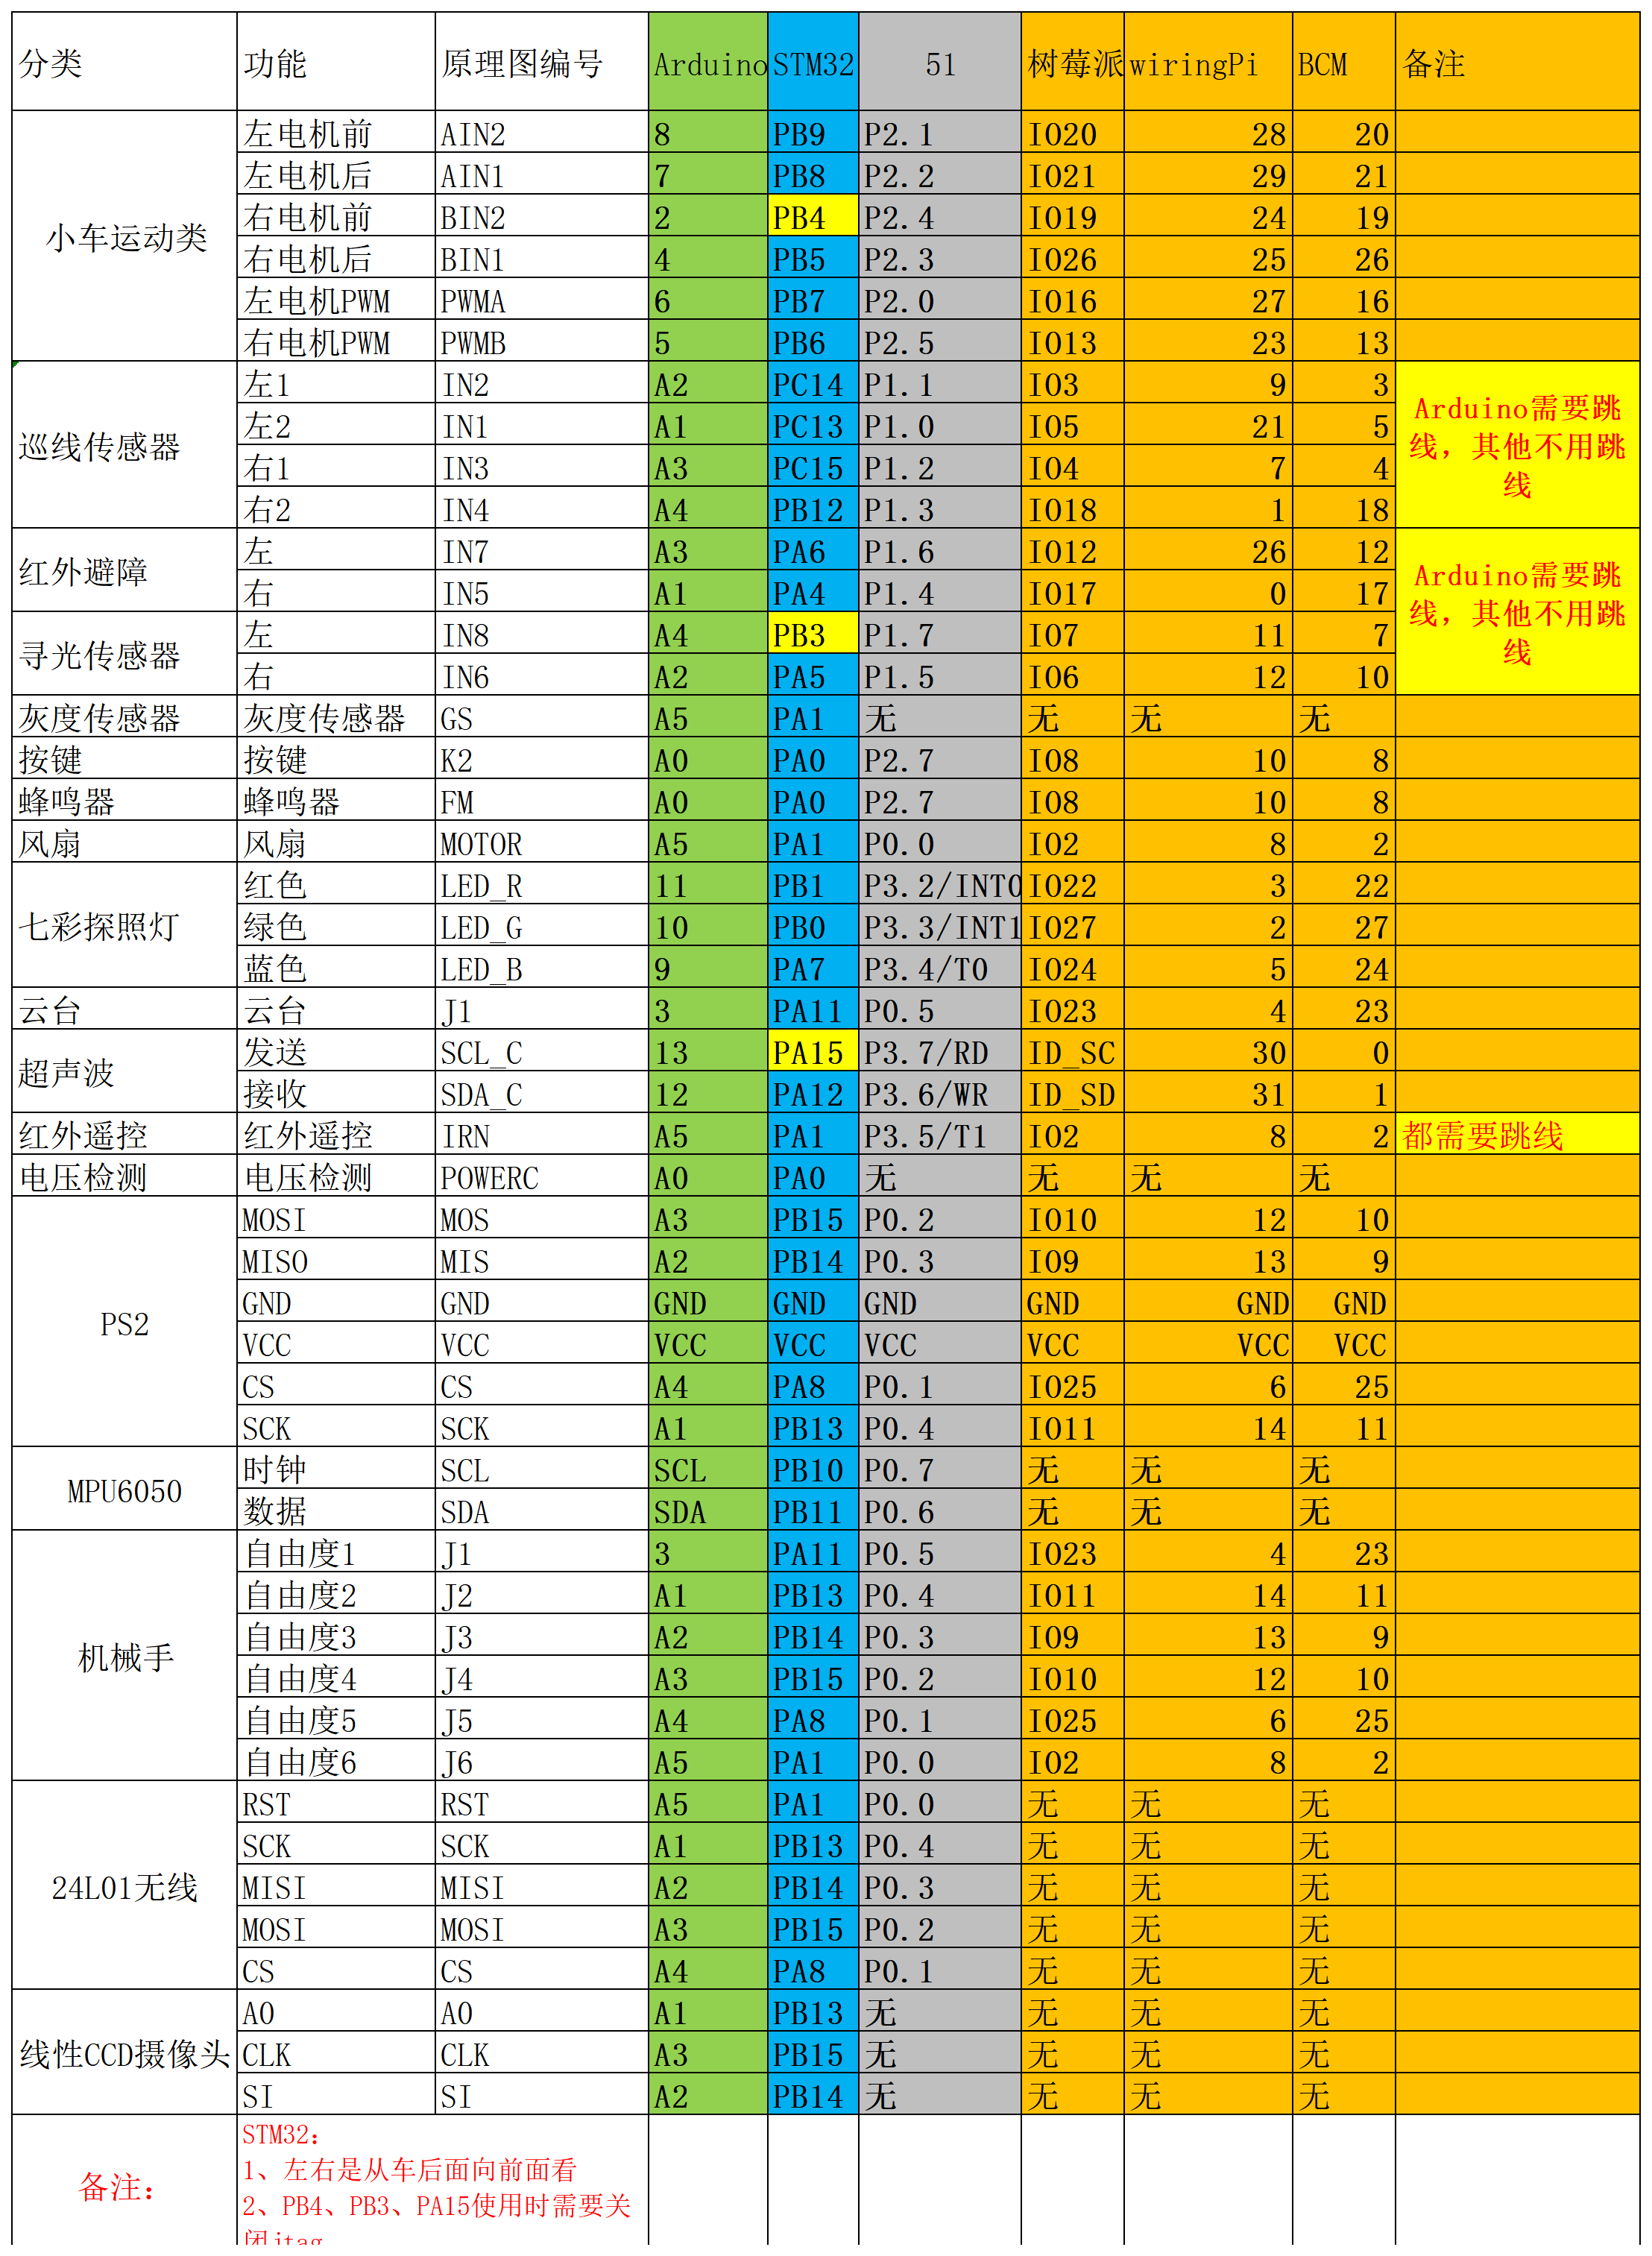 分类 功能 原理图编号 Arduino STM32 51 树莓派 wiringPi BCM 备注
小车运动类 左电机前 AIN2 8 PB9 P2.1 IO20 28 20
左电机后 AIN1 7 PB8 P2.2 IO21 29 21
右电机前 BIN2 2 PB4 P2.4 IO19 24 19
右电机后 BIN1 4 PB5 P2.3 IO26 25 26
左电机PWM PWMA 6 PB7 P2.0 IO16 27 16
右电机PWM PWMB 5 PB6 P2.5 IO13 23 13
巡线传感器 左1 IN2 A2 PC14 P1.1 IO3 9 3 Arduino需要跳线，其他不用跳线
左2 IN1 A1 PC13 P1.0 IO5 21 5
右1 IN3 A3 PC15 P1.2 IO4 7 4
右2 IN4 A4 PB12 P1.3 IO18 1 18
红外避障 左 IN7 A3 PA6 P1.6 IO12 26 12 Arduino需要跳线，其他不用跳线
右 IN5 A1 PA4 P1.4 IO17 0 17
寻光传感器 左 IN8 A4 PB3 P1.7 IO7 11 7
右 IN6 A2 PA5 P1.5 IO6 12 10
灰度传感器 灰度传感器 GS A5 PA1 无 无 无 无
按键 按键 K2 A0 PA0 P2.7 IO8 10 8
蜂鸣器 蜂鸣器 FM A0 PA0 P2.7 IO8 10 8
风扇 风扇 MOTOR A5 PA1 P0.0 IO2 8 2
七彩探照灯 红色 LED_R 11 PB1 P3.2/INT0 IO22 3 22
绿色 LED_G 10 PB0 P3.3/INT1 IO27 2 27
蓝色 LED_B 9 PA7 P3.4/T0 IO24 5 24
云台 云台 J1 3 PA11 P0.5 IO23 4 23
超声波 发送 SCL_C 13 PA15 P3.7/RD ID_SC 30 0
接收 SDA_C 12 PA12 P3.6/WR ID_SD 31 1
红外遥控 红外遥控 IRN A5 PA1 P3.5/T1 IO2 8 2 都需要跳线
电压检测 电压检测 POWERC A0 PA0 无 无 无 无
PS2 MOSI MOS A3 PB15 P0.2 IO10 12 10
MISO MIS A2 PB14 P0.3 IO9 13 9
GND GND GND GND GND GND GND GND
VCC VCC VCC VCC VCC VCC VCC VCC
CS CS A4 PA8 P0.1 IO25 6 25
SCK SCK A1 PB13 P0.4 IO11 14 11
MPU6050 时钟 SCL SCL PB10 P0.7 无 无 无
数据 SDA SDA PB11 P0.6 无 无 无
机械手 自由度1 J1 3 PA11 P0.5 IO23 4 23
自由度2 J2 A1 PB13 P0.4 IO11 14 11
自由度3 J3 A2 PB14 P0.3 IO9 13 9
自由度4 J4 A3 PB15 P0.2 IO10 12 10
自由度5 J5 A4 PA8 P0.1 IO25 6 25
自由度6 J6 A5 PA1 P0.0 IO2 8 2
24L01无线 RST RST A5 PA1 P0.0 无 无 无
SCK SCK A1 PB13 P0.4 无 无 无
MISI MISI A2 PB14 P0.3 无 无 无
MOSI MOSI A3 PB15 P0.2 无 无 无
CS CS A4 PA8 P0.1 无 无 无
线性CCD摄像头 AO AO A1 PB13 无 无 无 无
CLK CLK A3 PB15 无 无 无 无
SI SI A2 PB14 无 无 无 无
备注： STM32：
1、左右是从车后面向前面看
2、PB4、PB3、PA15使用时需要关
闭jtag